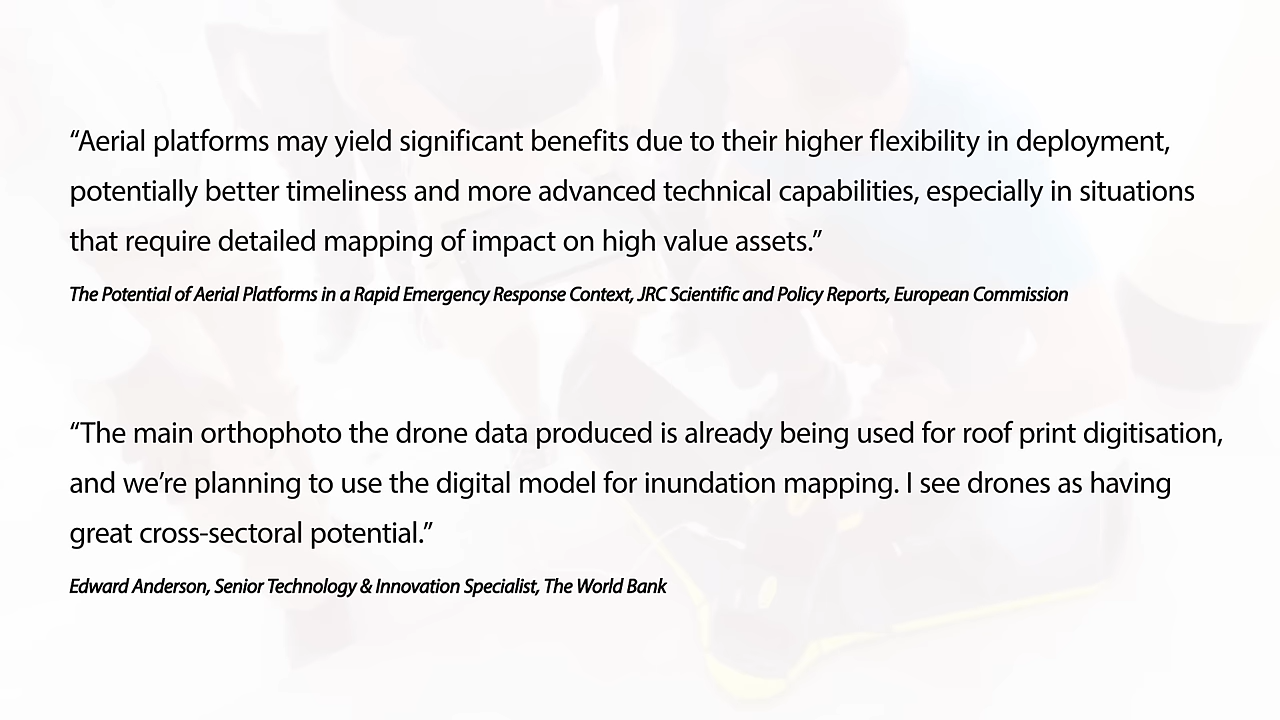 “Aerial platforms may yield significant benefits due to their higher flexibility in deployment,
potentially better timeliness and more advanced technical capabilities, especially in situations
that require detailed mapping of impact on high value assets.”
The Potential of Aerial Platforms in a Rapid Emergency Response Context, JRC Scientific and Policy Reports, European Commission
“The main orthophoto the drone data produced is already being used for roof print digitisation,
and we’re planning to use the digital model for inundation mapping. I see drones as having
great cross-sectoral potential.”
Edward Anderson, Senior Technology & Innovation Specialist, The World Bank